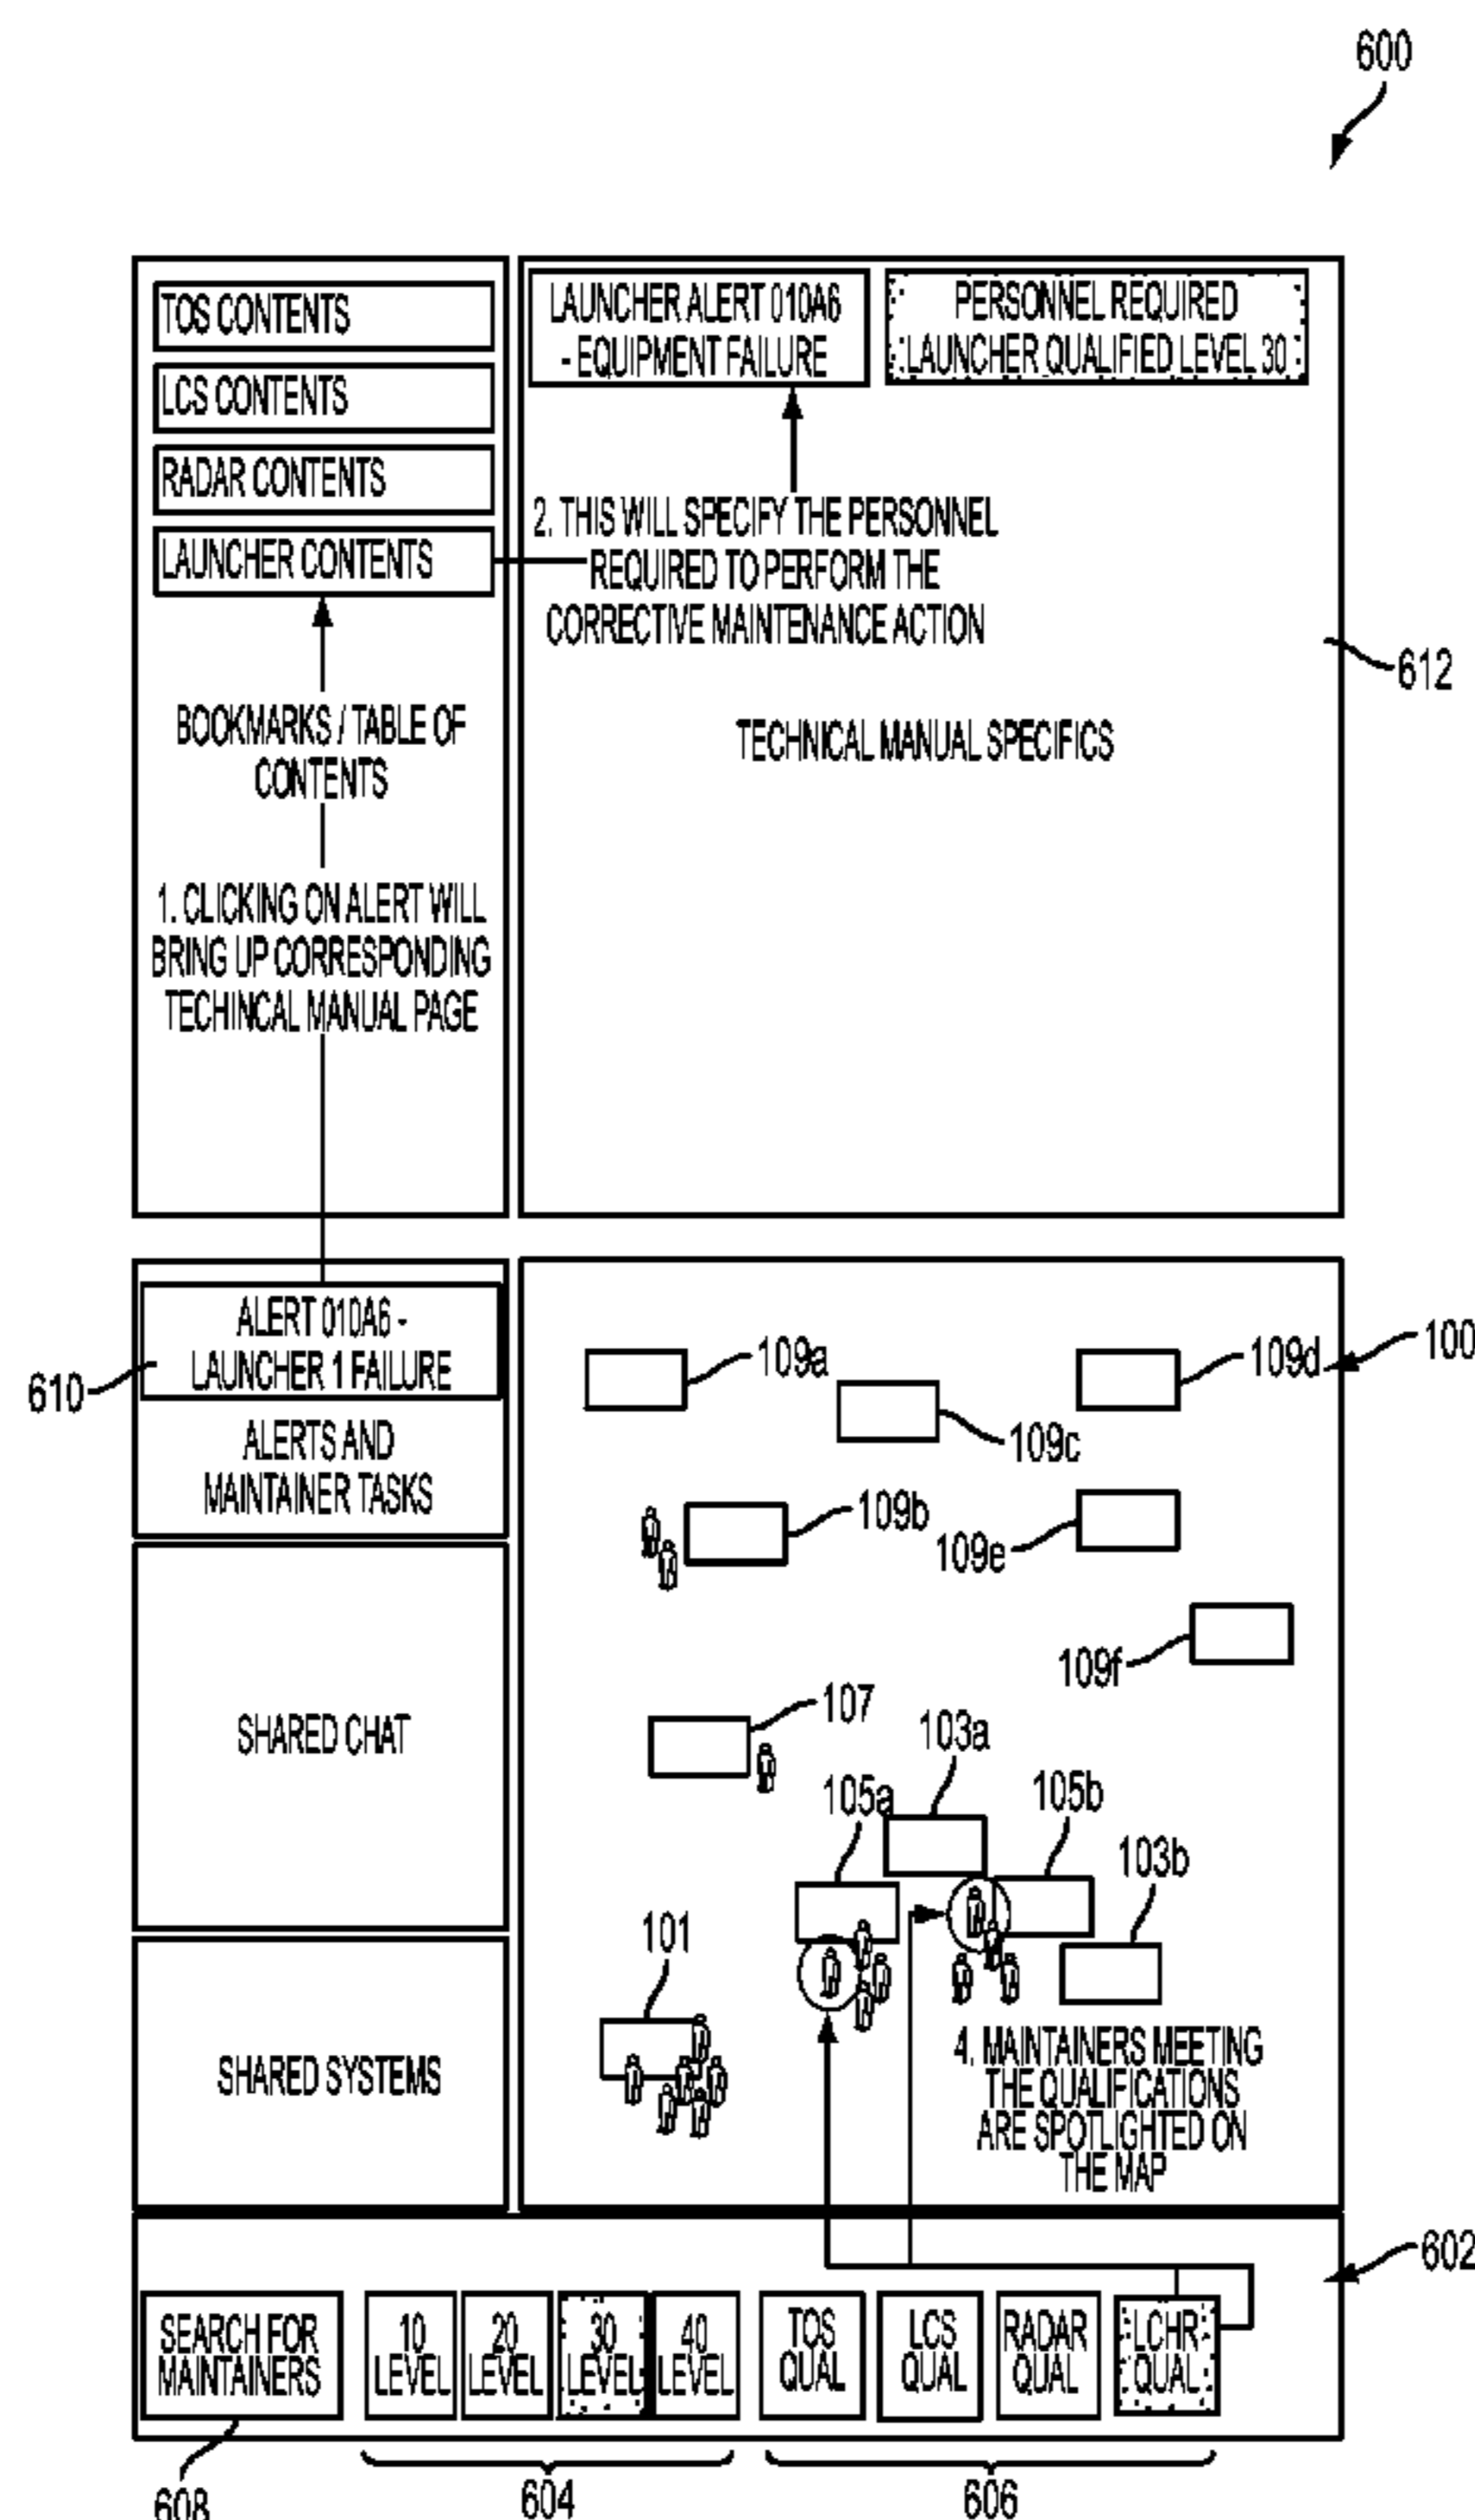 600
TOS CONTENTS
LCS CONTENTS
RADAR CONTENTS
LAUNCHER CONTENTS
BOOKMARKS / TABLE OF
CONTENTS
1. CLICKING ON ALERT WILL
BRING UP CORRESPONDING
TECHINCAL MANUAL PAGE
LAUNCHER ALERT 010A6
- EQUIPMENT FAILURE
PERSONNEL REQUIRED
LAUNCHER QUALIFIED LEVEL 30
2. THIS WILL SPECIFY THE PERSONNEL
REQUIRED TO PERFORM THE
CORRECTIVE MAINTENANCE ACTION
612
TECHNICAL MANUAL SPECIFICS
ALERT 010A6 -
LAUNCHER 1 FAILURE
610
ALERTS AND
MAINTAINER TASKS
SHARED CHAT
SHARED SYSTEMS
100
109a
109d
109c
109b
109e
109f
107
103a
105a
105b
103b
101
4. MAINTAINERS MEETING
THE QUALIFICATIONS
ARE SPOTLIGHTED ON
THE MAP
602
SEARCH FOR
MAINTAINERS
10
LEVEL
20
LEVEL
30
LEVEL
40
LEVEL
TOS
QUAL
LCS
QUAL
RADAR
QUAL
LCHR
QUAL
608
604
606